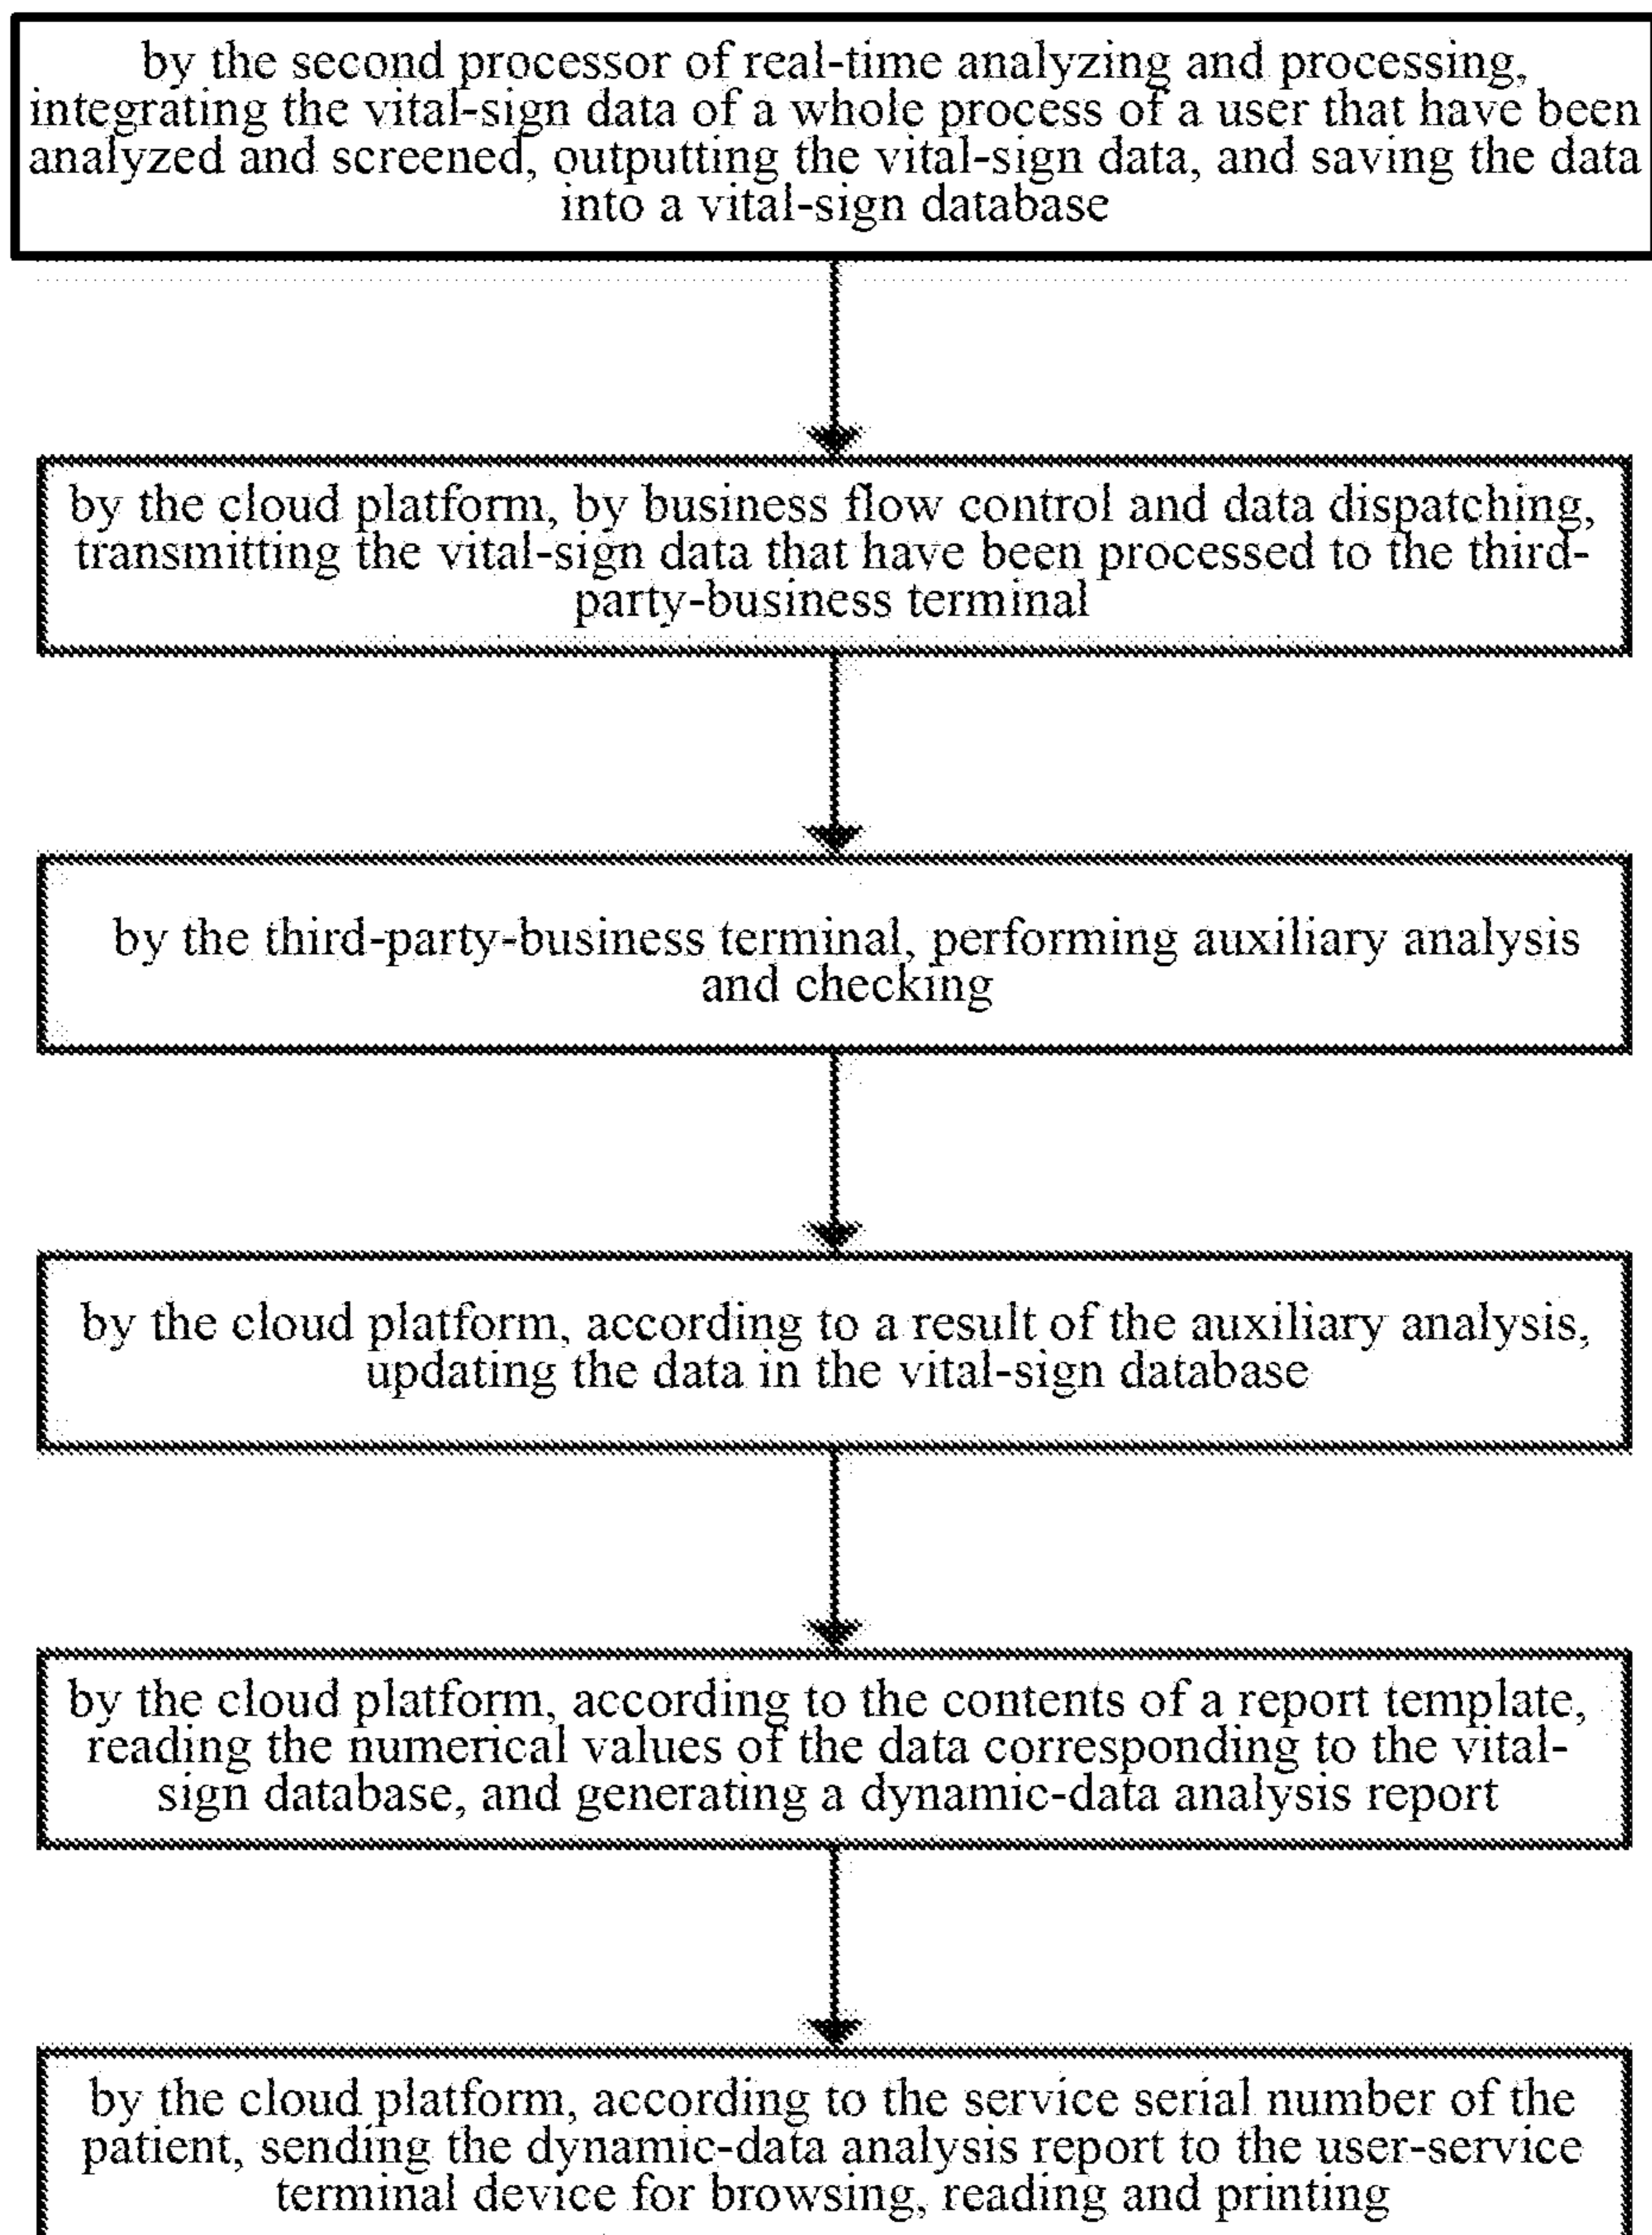 by the second processor of real-time analyzing and processing,
integrating the vital-sign data of a whole process of a user that have been
analyzed and screened, outputting the vital-sign data, and saving the data
into a vital-sign database
by the cloud platform, by business flow control and data dispatching,
transmitting the vital-sign data that have been processed to the third-
party-business terminal
by the third-party-business terminal, performing auxiliary analysis
and checking
by the cloud platform, according to a result of the auxiliary analysis,
updating the data in the vital-sign database
by the cloud platform, according to the contents of a report template,
reading the numerical values of the data corresponding to the vital-
sign database, and generating a dynamic-data analysis report
by the cloud platform, according to the service serial number of the
patient, sending the dynamic-data analysis report to the user-service
terminal device for browsing, reading and printing